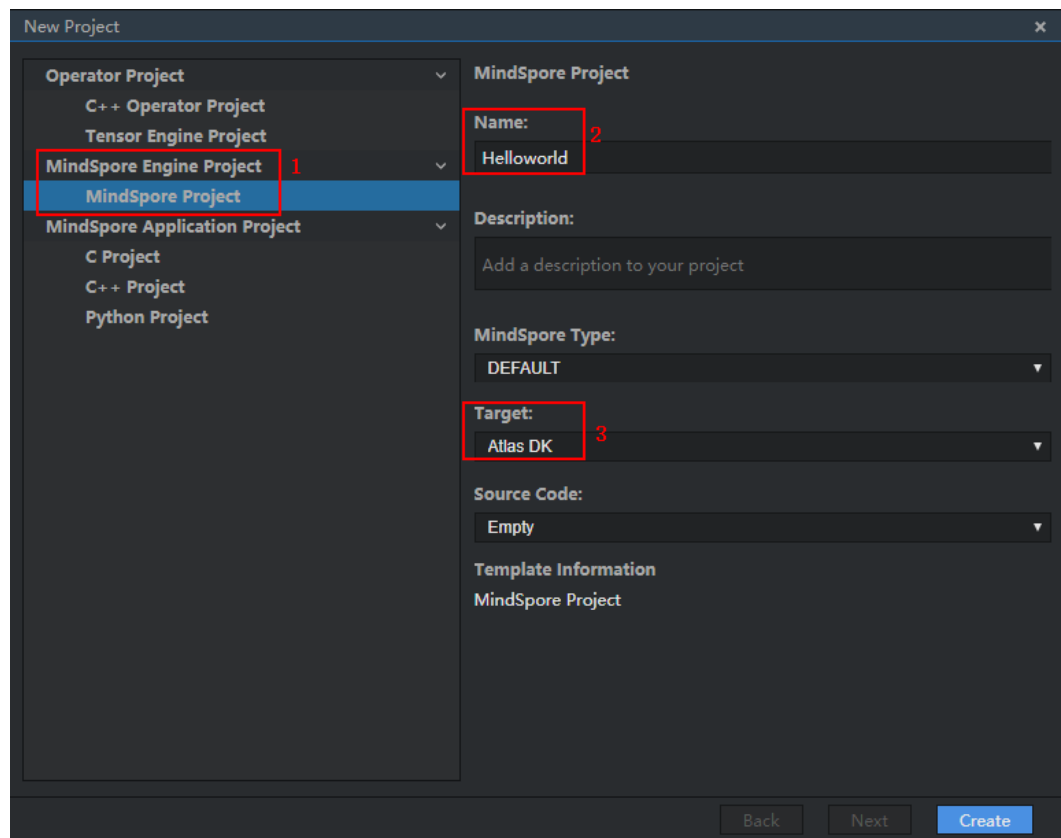 New Project
×
Operator Project
C++ Operator Project
Tensor Engine Project
MindSpore Engine Project 1
MindSpore Project
MindSpore Application Project
C Project
C++ Project
Python Project
MindSpore Project
Name: 2
Helloworld
Description:
Add a description to your project
MindSpore Type:
DEFAULT
Target:
3
Atlas DK
Source Code:
Empty
Template Information
MindSpore Project
Back Next Create